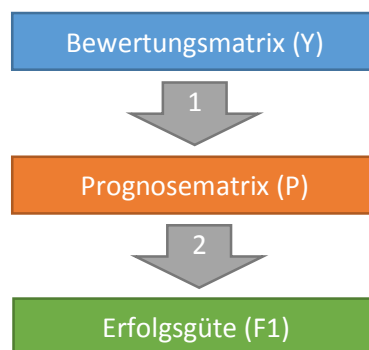 Bewertungsmatrix (Y)
1
Prognosematrix (P)
2
Erfolgsgüte (F1)